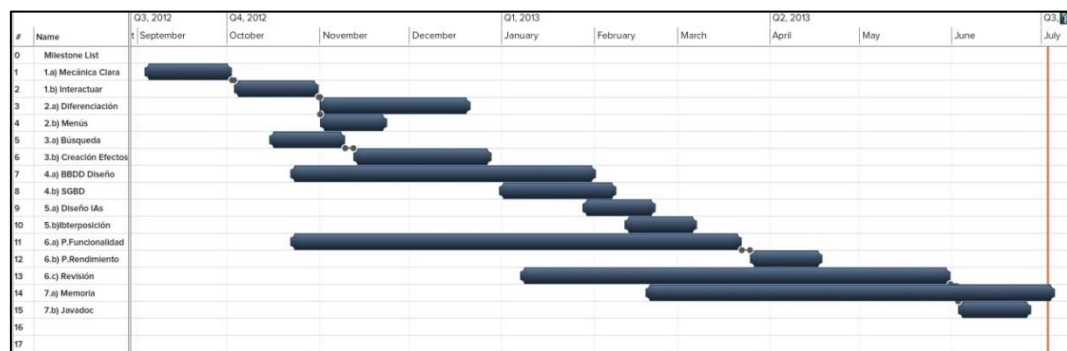 Q3, 2012 Q4, 2012 Q1, 2013 Q2, 2013 Q3,
# Name t September October November December January February March April May June July
0 Milestone List
1 1.a) Mecánica Clara
2 1.b) Interactuar
3 2.a) Diferenciación
4 2.b) Menús
5 3.a) Búsqueda
6 3.b) Creación Efectos
7 4.a) BBDD Diseño
8 4.b) SGBD
9 5.a) Diseño IAs
10 5.b)Ibterposición
11 6.a) P.Funcionalidad
12 6.b) P.Rendimiento
13 6.c) Revisión
14 7.a) Memoria
15 7.b) Javadoc
16
17